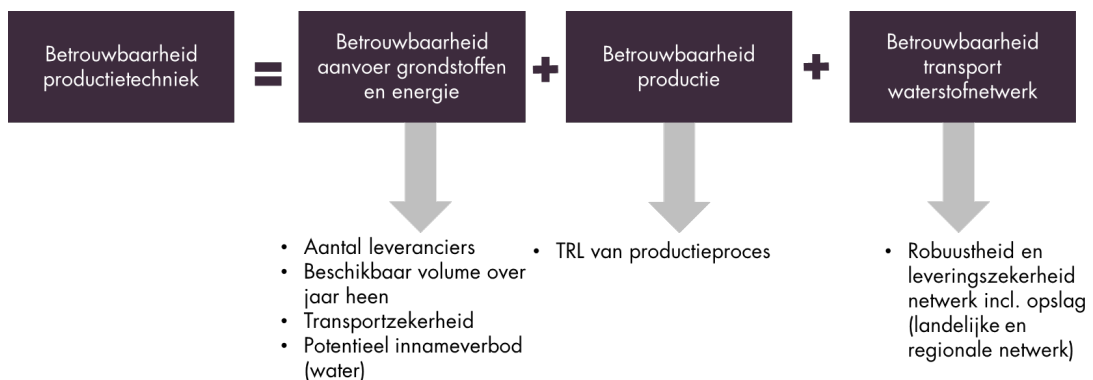 Betrouwbaarheid
productietechniek
=
Betrouwbaarheid
aanvoer grondstoffen
en energie
+
Betrouwbaarheid
productie
+
Betrouwbaarheid
transport
waterstofnetwerk
• Aantal leveranciers
• Beschikbaar volume over
jaar heen
• Transportzekerheid
• Potentieel innameverbod
(water)
• TRL van productieproces
• Robuustheid en
leveringszekerheid
netwerk incl. opslag
(landelijke en
regionale netwerk)